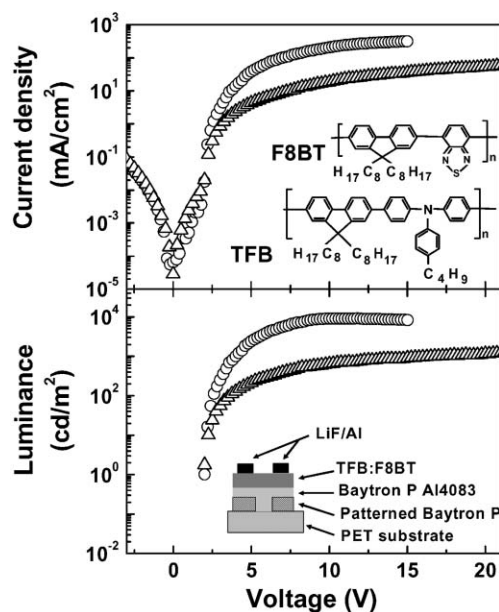 Current density
(mA/cm²)
10³
10¹
10⁻¹
10⁻³
10⁻⁵
F8BT
n
H₁₇C₈ C₈H₁₇
N S N
TFB
n
N
H₁₇C₈ C₈H₁₇
C₄H₉
Luminance
(cd/m²)
10⁴
10²
10⁰
10⁻²
LiF/Al
TFB:F8BT
Baytron P AI4083
Patterned Baytron P
PET substrate
0 5 10 15 20
Voltage (V)